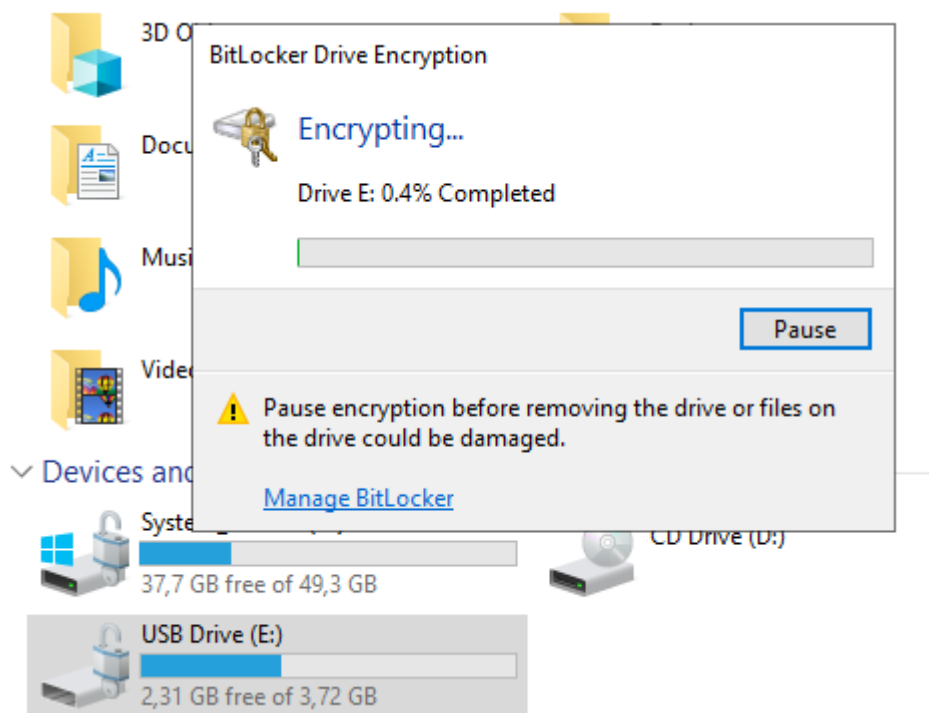 3D O
BitLocker Drive Encryption
Encrypting...
Docu
Drive E: 0.4% Completed
Musi
Pause
Vide
Pause encryption before removing the drive or files on
the drive could be damaged.
Devices and
Manage BitLocker
Syste
CD Drive (D:)
37,7 GB free of 49,3 GB
USB Drive (E:)
2,31 GB free of 3,72 GB